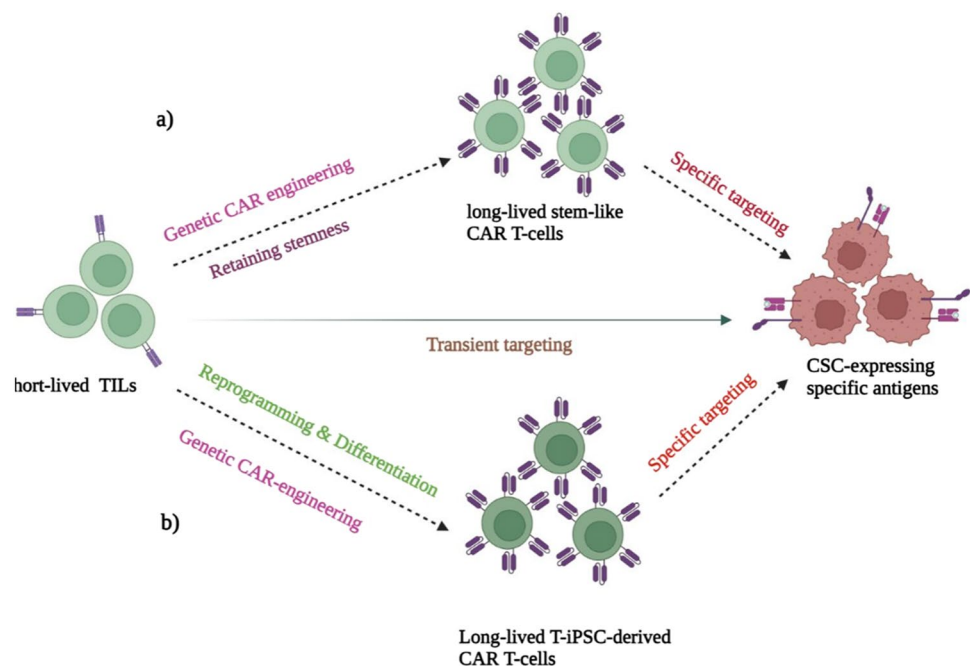 a)
Genetic CAR engineering
Retaining stemness
long-lived stem-like
CAR T-cells
Specific targeting
Transient targeting
hort-lived TILs
CSC-expressing
specific antigens
Reprogramming & Differentiation
Genetic CAR-engineering
b)
Specific targeting
Long-lived T-iPSC-derived
CAR T-cells